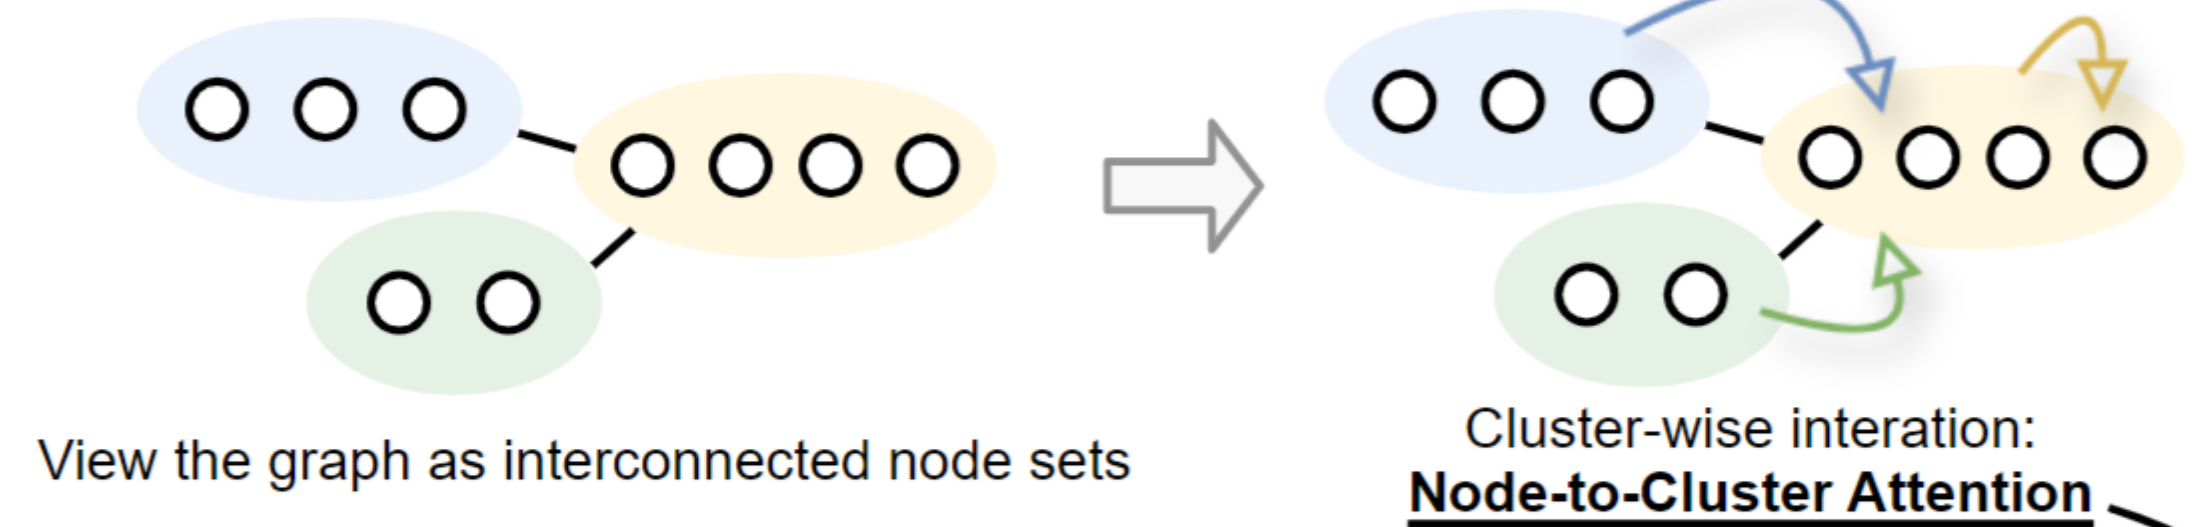 View the graph as interconnected node sets
Cluster-wise interation:
Node-to-Cluster Attention